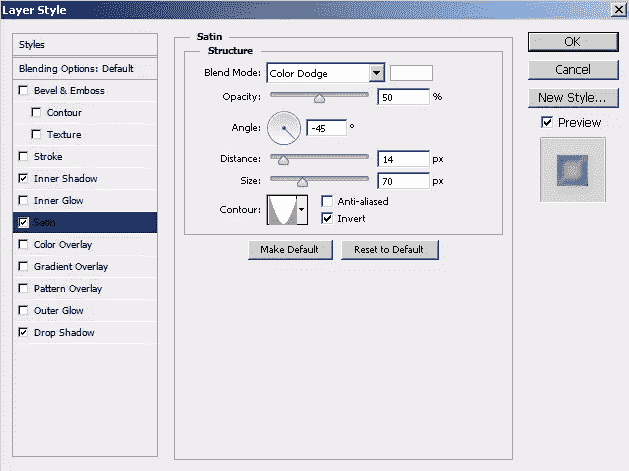 Layer Style
Styles
Blending Options: Default
Bevel & Emboss
Contour
Texture
Stroke
Inner Shadow
Inner Glow
Satin
Color Overlay
Gradient Overlay
Pattern Overlay
Outer Glow
Drop Shadow
Satin
Structure
Blend Mode: Color Dodge
Opacity: 50 %
Angle: -45 °
Distance: 14 px
Size: 70 px
Contour: Anti-aliased
Invert
Make Default Reset to Default
OK
Cancel
New Style...
Preview